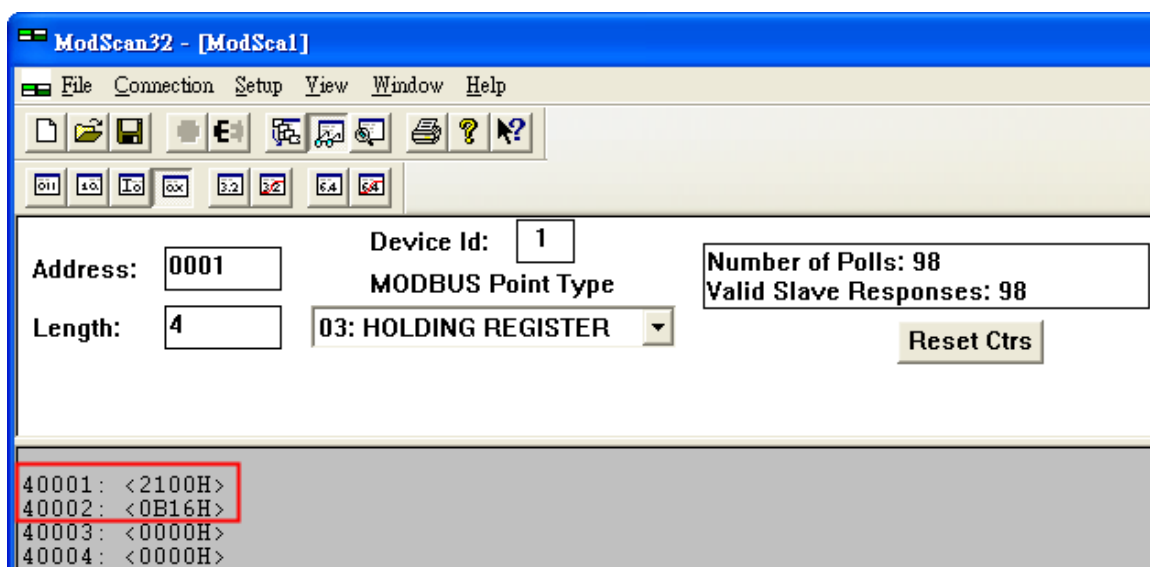 ModScan32 - [ModSca1]
File Connection Setup View Window Help
Device Id: 1
Address: 0001
MODBUS Point Type
Number of Polls: 98
Valid Slave Responses: 98
Length: 4
03: HOLDING REGISTER
Reset Ctrs
40001: <2100H>
40002: <0B16H>
40003: <0000H>
40004: <0000H>